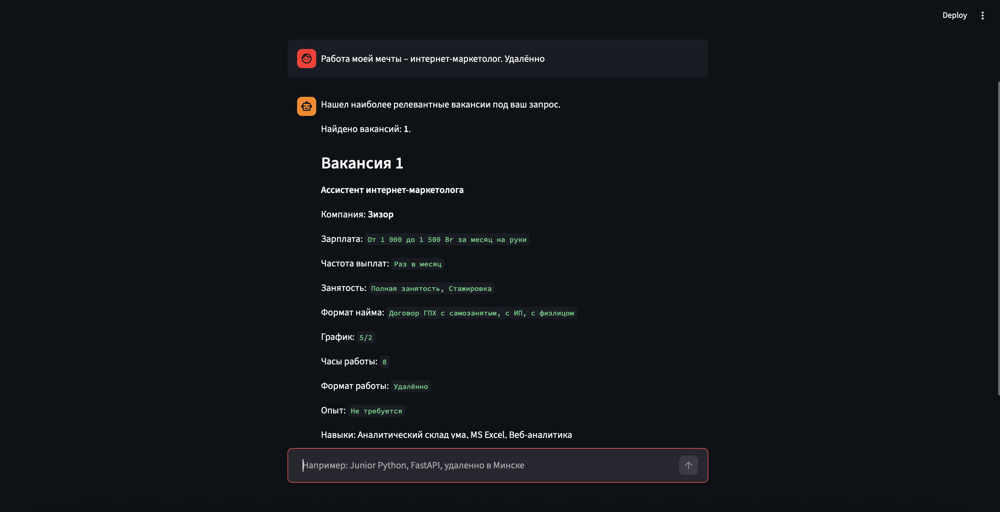 Deploy
Работа моей мечты – интернет-маркетолог. Удалённо
Нашел наиболее релевантные вакансии под ваш запрос.
Найдено вакансий: 1.
Вакансия 1
Ассистент интернет-маркетолога
Компания: Зизор
Зарплата: От 1 000 до 1 500 Br за месяц на руки
Частота выплат: Раз в месяц
Занятость: Полная занятость, Стажировка
Формат найма: Договор ГПХ с самозанятым, с ИП, с физлицом
График: 5/2
Часы работы: 8
Формат работы: Удалённо
Опыт: Не требуется
Навыки: Аналитический склад ума, MS Excel, Веб-аналитика
Например: Junior Python, FastAPI, удаленно в Минске